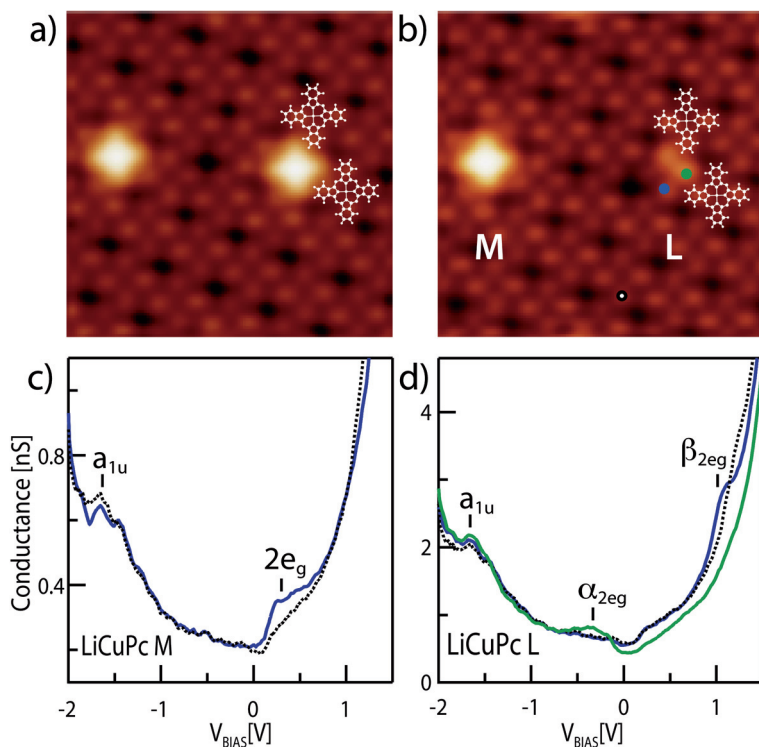 a)
b)
M
L
c)
Conductance [nS]
0.8
0.4
a1u
2eg
LiCuPc M
-2
-1
0
1
VBIAS[V]
d)
4
2
0
a1u
α2eg
β2eg
LiCuPc L
-2
-1
0
1
VBIAS[V]